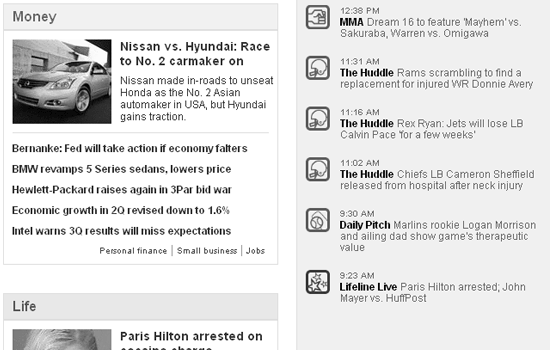 Money
Nissan vs. Hyundai: Race
to No. 2 carmaker on
Nissan made in-roads to unseat
Honda as the No. 2 Asian
automaker in USA, but Hyundai
gains traction.
Bernanke: Fed will take action if economy falters
BMW revamps 5 Series sedans, lowers price
Hewlett-Packard raises again in 3Par bid war
Economic growth in 2Q revised down to 1.6%
Intel warns 3Q results will miss expectations
Personal finance | Small business | Jobs
Life
Paris Hilton arrested on
cocaine charge
12:38 PM
MMA Dream 16 to feature 'Mayhem' vs.
Sakuraba, Warren vs. Omigawa
11:31 AM
The Huddle Rams scrambling to find a
replacement for injured WR Donnie Avery
11:16 AM
The Huddle Rex Ryan: Jets will lose LB
Calvin Pace 'for a few weeks'
11:02 AM
The Huddle Chiefs LB Cameron Sheffield
released from hospital after neck injury
9:30 AM
Daily Pitch Marlins rookie Logan Morrison
and ailing dad show game's therapeutic
value
9:23 AM
Lifeline Live Paris Hilton arrested; John
Mayer vs. HuffPost